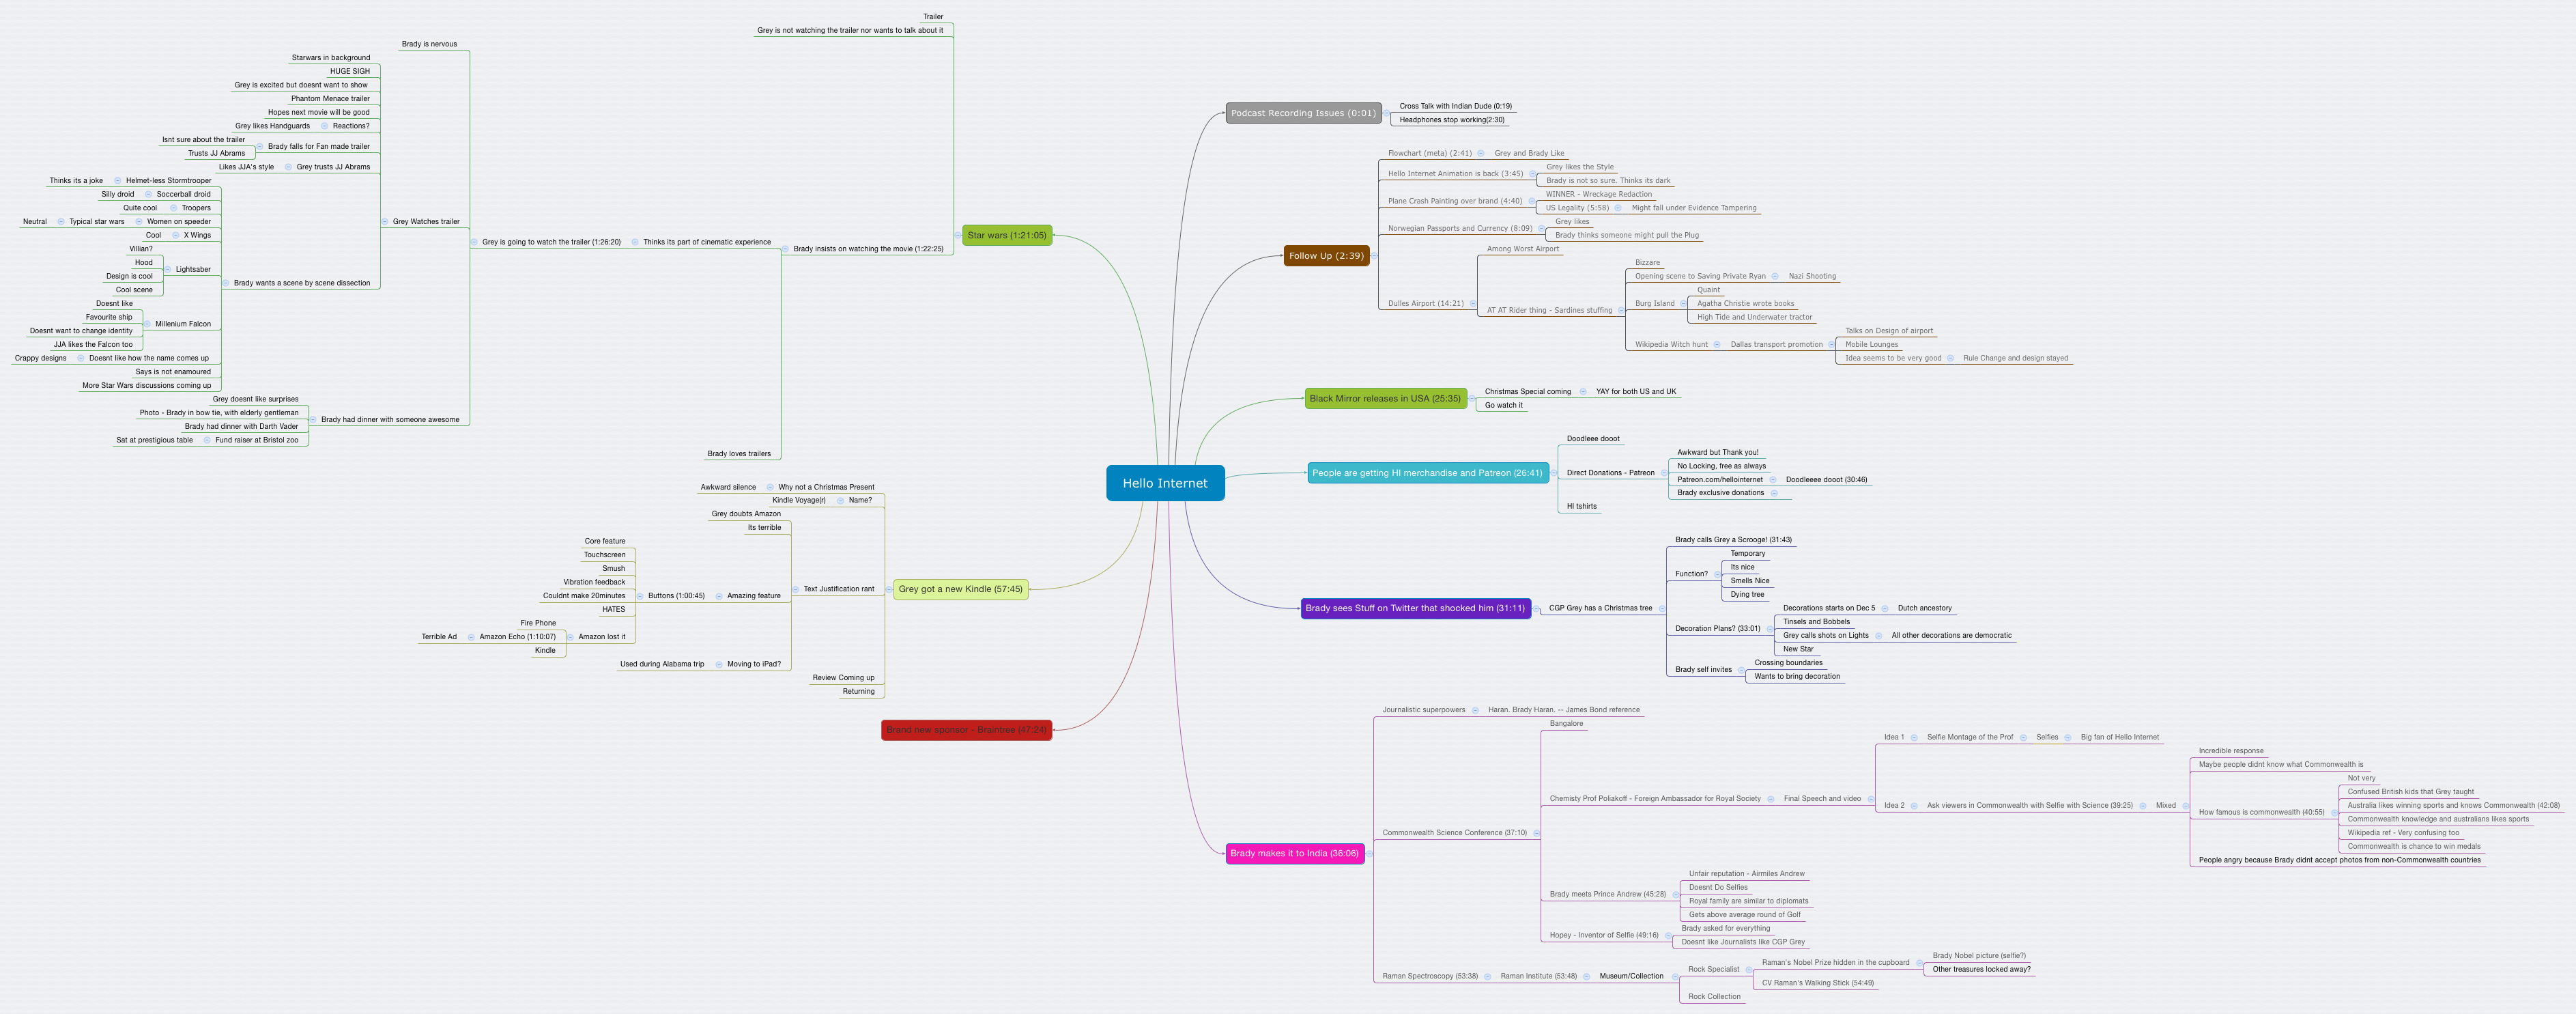 Hello Internet
Podcast Recording Issues (0:01)
Cross Talk with Indian Dude (0:19)
Headphones stop working(2:30)
Follow Up (2:39)
Flowchart (meta) (2:41)
Grey and Brady Like
Hello Internet Animation is back (3:45)
Grey likes the Style
Brady is not so sure. Thinks its dark
Plane Crash Painting over brand (4:40)
WINNER - Wreckage Redaction
US Legality (5:58)
Might fall under Evidence Tampering
Norwegian Passports and Currency (8:09)
Grey likes
Brady thinks someone might pull the Plug
Dulles Airport (14:21)
Among Worst Airport
AT AT Rider thing - Sardines stuffing
Bizzare
Opening scene to Saving Private Ryan
Nazi Shooting
Burg Island
Quaint
Agatha Christie wrote books
High Tide and Underwater tractor
Wikipedia Witch hunt
Dallas transport promotion
Talks on Design of airport
Mobile Lounges
Idea seems to be very good
Rule Change and design stayed
Black Mirror releases in USA (25:35)
Christmas Special coming
YAY for both US and UK
Go watch it
People are getting HI merchandise and Patreon (26:41)
Doodleee dooot
Direct Donations - Patreon
Awkward but Thank you!
No Locking, free as always
Patreon.com/hellointernet
Doodleeee dooot (30:46)
Brady exclusive donations
HI tshirts
Brady sees Stuff on Twitter that shocked him (31:11)
CGP Grey has a Christmas tree
Brady calls Grey a Scrooge! (31:43)
Function?
Temporary
Its nice
Smells Nice
Dying tree
Decoration Plans? (33:01)
Decorations starts on Dec 5
Dutch ancestory
Tinsels and Bobbels
Grey calls shots on Lights
All other decorations are democratic
New Star
Brady self invites
Crossing boundaries
Wants to bring decoration
Brady makes it to India (36:06)
Journalistic superpowers
Haran. Brady Haran. -- James Bond reference
Commonwealth Science Conference (37:10)
Bangalore
Chemisty Prof Poliakoff - Foreign Ambassador for Royal Society
Final Speech and video
Idea 1
Selfie Montage of the Prof
Selfies
Big fan of Hello Internet
Idea 2
Ask viewers in Commonwealth with Selfie with Science (39:25)
Mixed
Incredible response
Maybe people didnt know what Commonwealth is
How famous is commonwealth (40:55)
Not very
Confused British kids that Grey taught
Australia likes winning sports and knows Commonwealth (42:08)
Commonwealth knowledge and australians likes sports
Wikipedia ref - Very confusing too
Commonwealth is chance to win medals
People angry because Brady didnt accept photos from non-Commonwealth countries
Brady meets Prince Andrew (45:28)
Unfair reputation - Airmiles Andrew
Doesnt Do Selfies
Royal family are similar to diplomats
Gets above average round of Golf
Hopey - Inventor of Selfie (49:16)
Brady asked for everything
Doesnt like Journalists like CGP Grey
Raman Spectroscopy (53:38)
Raman Institute (53:48)
Museum/Collection
Rock Specialist
Raman's Nobel Prize hidden in the cupboard
Brady Nobel picture (selfie?)
Other treasures locked away?
CV Raman's Walking Stick (54:49)
Rock Collection
Star wars (1:21:05)
Trailer
Grey is not watching the trailer nor wants to talk about it
Brady insists on watching the movie (1:22:25)
Thinks its part of cinematic experience
Grey is going to watch the trailer (1:26:20)
Brady is nervous
Grey Watches trailer
Starwars in background
HUGE SIGH
Grey is excited but doesnt want to show
Phantom Menace trailer
Hopes next movie will be good
Reactions?
Grey likes Handguards
Brady falls for Fan made trailer
Isnt sure about the trailer
Trusts JJ Abrams
Grey trusts JJ Abrams
Likes JJA's style
Brady wants a scene by scene dissection
Helmet-less Stormtrooper
Thinks its a joke
Soccerball droid
Silly droid
Troopers
Quite cool
Women on speeder
Typical star wars
Neutral
X Wings
Cool
Lightsaber
Villian?
Hood
Design is cool
Cool scene
Millenium Falcon
Doesnt like
Favourite ship
Doesnt want to change identity
JJA likes the Falcon too
Doesnt like how the name comes up
Crappy designs
Says is not enamoured
More Star Wars discussions coming up
Brady had dinner with someone awesome
Grey doesnt like surprises
Photo - Brady in bow tie, with elderly gentleman
Brady had dinner with Darth Vader
Fund raiser at Bristol zoo
Sat at prestigious table
Brady loves trailers
Grey got a new Kindle (57:45)
Why not a Christmas Present
Awkward silence
Name?
Kindle Voyage(r)
Text Justification rant
Grey doubts Amazon
Its terrible
Amazing feature
Buttons (1:00:45)
Core feature
Touchscreen
Smush
Vibration feedback
Couldnt make 20minutes
HATES
Amazon lost it
Fire Phone
Amazon Echo (1:10:07)
Terrible Ad
Kindle
Moving to iPad?
Used during Alabama trip
Review Coming up
Returning
Brand new sponsor - Braintree (47:24)